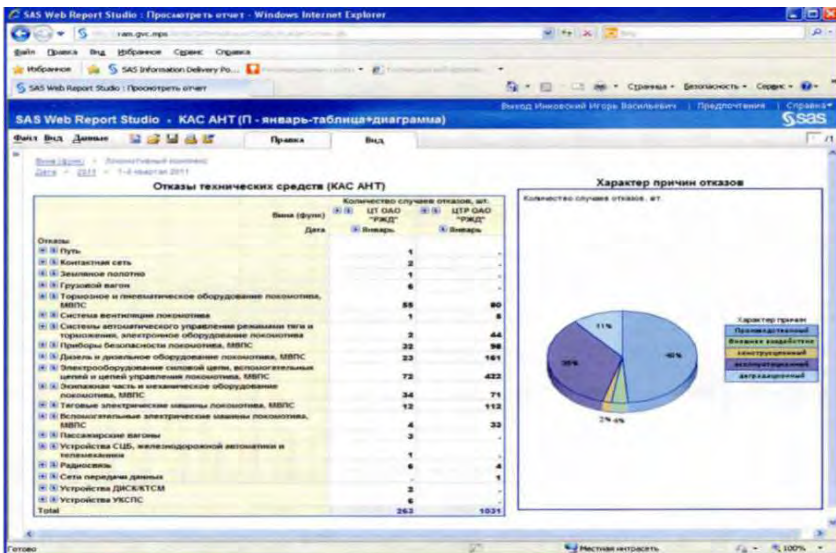 SAS Web Report Studio : Просмотреть отчет - Windows Internet Explorer
ram.gvc.mps
Файл Правка Вид Избранное Сервис Справка
Избранное SAS Information Delivery Po...
SAS Web Report Studio : Просмотреть отчет
Страница Безопасность Сервис
Выход Инковский Игорь Васильевич | Предпочтения | Справка
SAS Web Report Studio - КАС АНТ (П - январь-таблица+диаграмма)
sas
Файл Вид Данные Правка Вид /1
Вина (функ) > Локомотивный комплекс
Дата > 2011 > 1-й квартал 2011
Отказы технических средств (КАС АНТ)
Количество случаев отказов, шт.
Вина (функ) ЦТ ОАО "РЖД" ЦТР ОАО "РЖД"
Дата Январь Январь
Отказы
Путь 1 .
Контактная сеть 2 .
Земляное полотно 1 .
Грузовой вагон 6 .
Тормозное и пневматическое оборудование локомотива,
МВПС 55 80
Система вентиляции локомотива 1 5
Системы автоматического управления режимами тяги и
торможения, электронное оборудование локомотива 2 44
Приборы безопасности локомотива, МВПС 32 98
Дизель и дизельное оборудование локомотива, МВПС 23 161
Электрооборудование силовой цепи, вспомогательных
цепей и цепей управления локомотива, МВПС 72 422
Экипажная часть и механическое оборудование
локомотива, МВПС 34 71
Тяговые электрические машины локомотива, МВПС 12 112
Вспомогательные электрические машины локомотива,
МВПС 4 33
Пассажирские вагоны 3 .
Устройства СЦБ, железнодорожной автоматики и
телемеханики 1 .
Радиосвязь 6 4
Сети передачи данных . 1
Устройства ДИСК/КТСМ 2 .
Устройства УКСПС 6 .
Total 263 1031
Характер причин отказов
Количество случаев отказов, шт.
11%
2%
Характер причин
Производственный
Внешнее воздействие
конструкционный
эксплуатационный
деградационный
Готово Местная интрасеть 100%